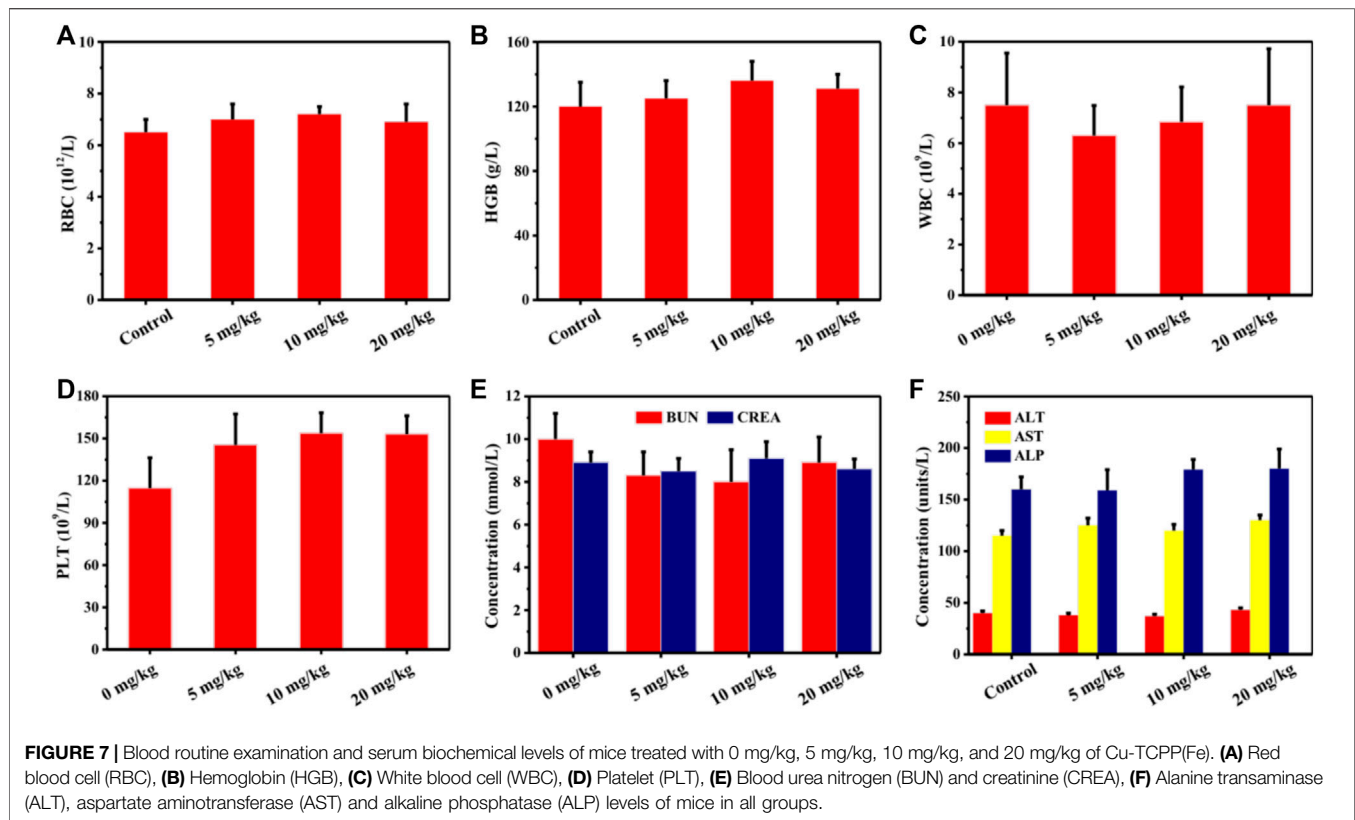 A
10
8
6
4
2
0
RBC (10¹²/L)
Control
5 mg/kg
10 mg/kg
20 mg/kg
B
160
120
80
40
0
HGB (g/L)
Control
5 mg/kg
10 mg/kg
20 mg/kg
C
10
8
6
4
2
0
WBC (10⁹/L)
0 mg/kg
5 mg/kg
10 mg/kg
20 mg/kg
D
180
150
120
90
60
30
0
PLT (10⁹/L)
0 mg/kg
5 mg/kg
10 mg/kg
20 mg/kg
E
12
10
8
6
4
2
0
Concentration (mmol/L)
BUN CREA
0 mg/kg
5 mg/kg
10 mg/kg
20 mg/kg
F
250
200
150
100
50
0
Concentration (units/L)
ALT
AST
ALP
Control
5 mg/kg
10 mg/kg
20 mg/kg
FIGURE 7 | Blood routine examination and serum biochemical levels of mice treated with 0 mg/kg, 5 mg/kg, 10 mg/kg, and 20 mg/kg of Cu-TCPP(Fe). (A) Red
blood cell (RBC), (B) Hemoglobin (HGB), (C) White blood cell (WBC), (D) Platelet (PLT), (E) Blood urea nitrogen (BUN) and creatinine (CREA), (F) Alanine transaminase
(ALT), aspartate aminotransferase (AST) and alkaline phosphatase (ALP) levels of mice in all groups.